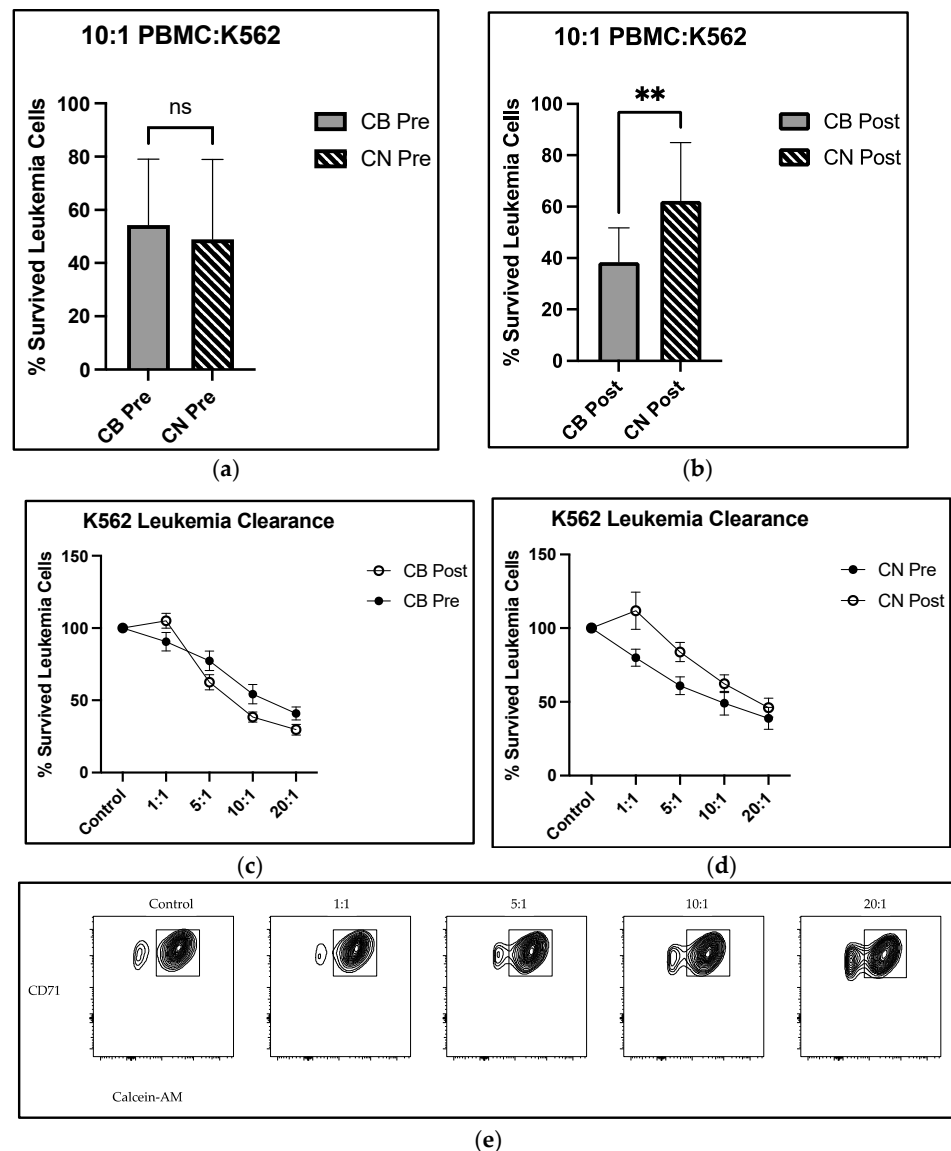 10:1 PBMC:K562
% Survived Leukemia Cells
100
80
60
40
20
0
ns
CB Pre
CN Pre
CB Pre
CN Pre
(a)
10:1 PBMC:K562
% Survived Leukemia Cells
100
80
60
40
20
0
**
CB Post
CN Post
CB Post
CN Post
(b)
K562 Leukemia Clearance
% Survived Leukemia Cells
150
100
50
0
CB Post
CB Pre
Control
1:1
5:1
10:1
20:1
(c)
K562 Leukemia Clearance
% Survived Leukemia Cells
150
100
50
0
CN Pre
CN Post
Control
1:1
5:1
10:1
20:1
(d)
Control
1:1
5:1
10:1
20:1
CD71
Calcein-AM
(e)